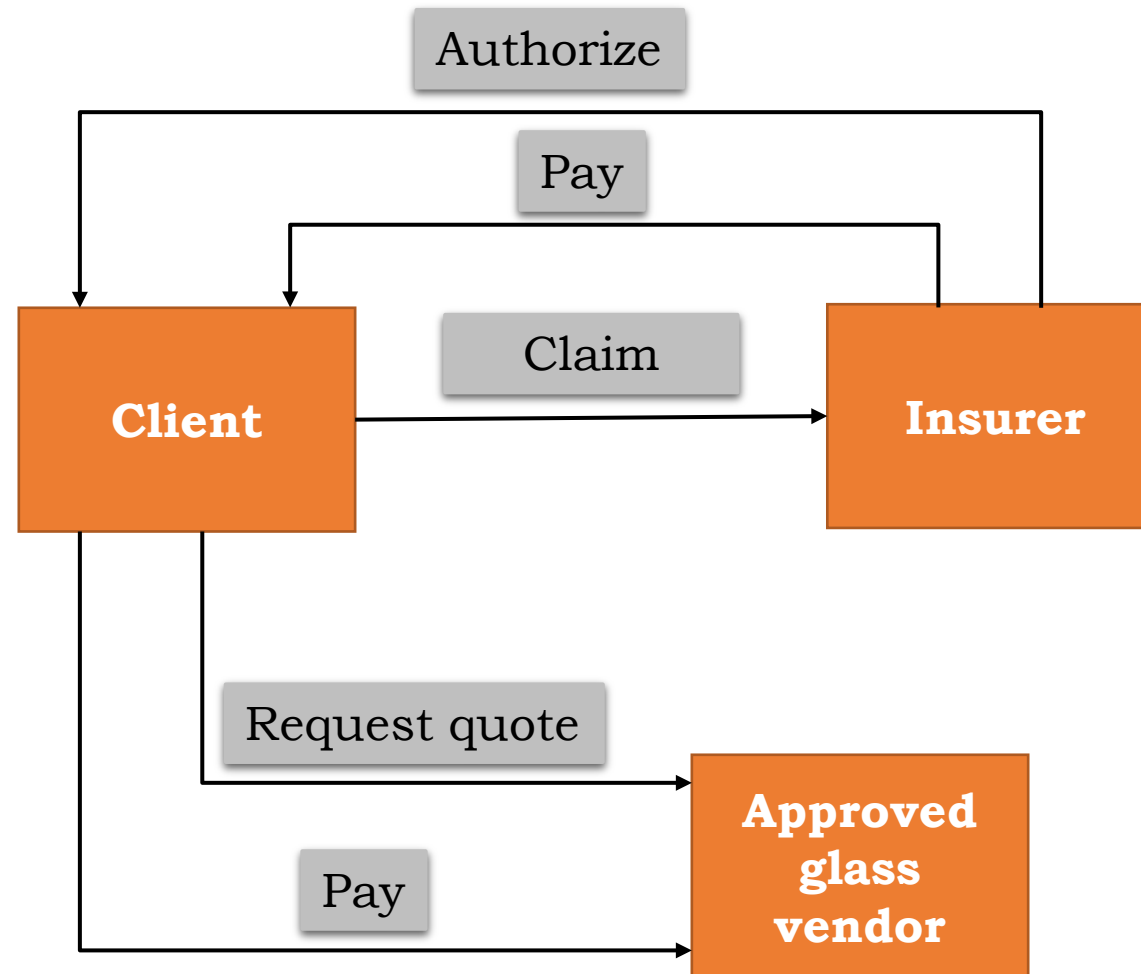 Authorize
Pay
Claim
Client
Insurer
Request quote
Approved
glass
vendor
Pay